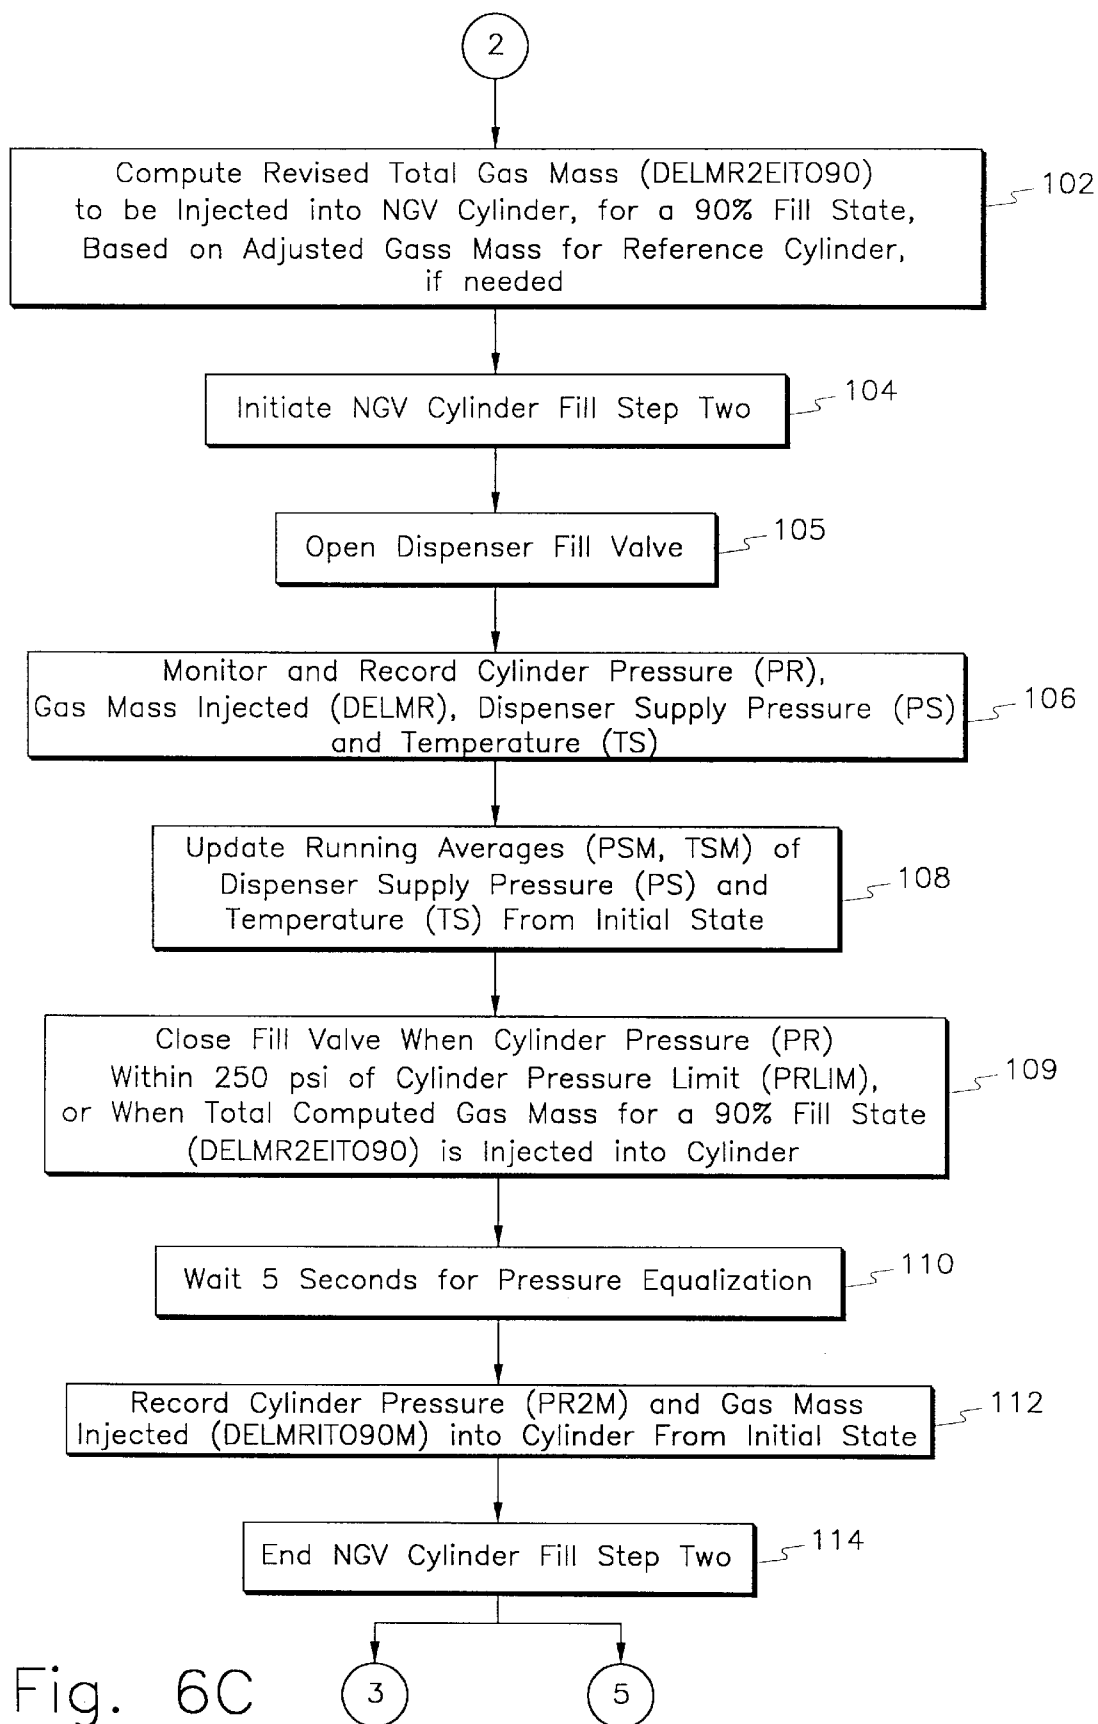 2
Compute Revised Total Gas Mass (DELMR2EITO90)
to be Injected into NGV Cylinder, for a 90% Fill State,
Based on Adjusted Gass Mass for Reference Cylinder,
if needed
102
Initiate NGV Cylinder Fill Step Two
104
Open Dispenser Fill Valve
105
Monitor and Record Cylinder Pressure (PR),
Gas Mass Injected (DELMR), Dispenser Supply Pressure (PS)
and Temperature (TS)
106
Update Running Averages (PSM, TSM) of
Dispenser Supply Pressure (PS) and
Temperature (TS) From Initial State
108
Close Fill Valve When Cylinder Pressure (PR)
Within 250 psi of Cylinder Pressure Limit (PRLIM),
or When Total Computed Gas Mass for a 90% Fill State
(DELMR2EITO90) is Injected into Cylinder
109
Wait 5 Seconds for Pressure Equalization
110
Record Cylinder Pressure (PR2M) and Gas Mass
Injected (DELMRITO90M) into Cylinder From Initial State
112
End NGV Cylinder Fill Step Two
114
3
5
Fig. 6C